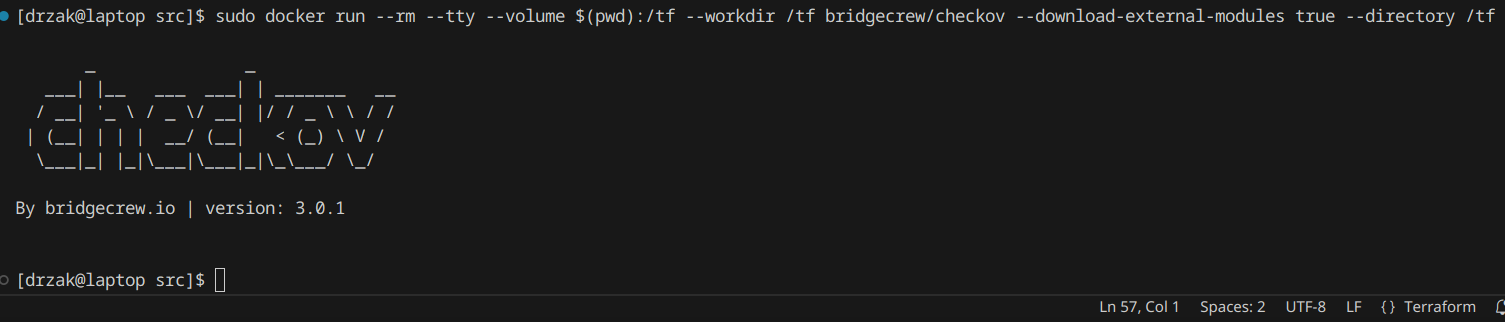 [drzak@laptop src]$ sudo docker run --rm --tty --volume $(pwd):/tf --workdir /tf bridgecrew/checkov --download-external-modules true --directory /tf
       _               _
   ___| |__   ___  ___| | _______   __
  / __| '_ \ / _ \/ __| |/ / _ \ \ / /
 | (__| | | |  __/ (__|   < (_) \ V /
  \___|_| |_|\___|\___|_|\_\___/ \_/
By bridgecrew.io | version: 3.0.1
[drzak@laptop src]$
Ln 57, Col 1 Spaces: 2 UTF-8 LF {} Terraform